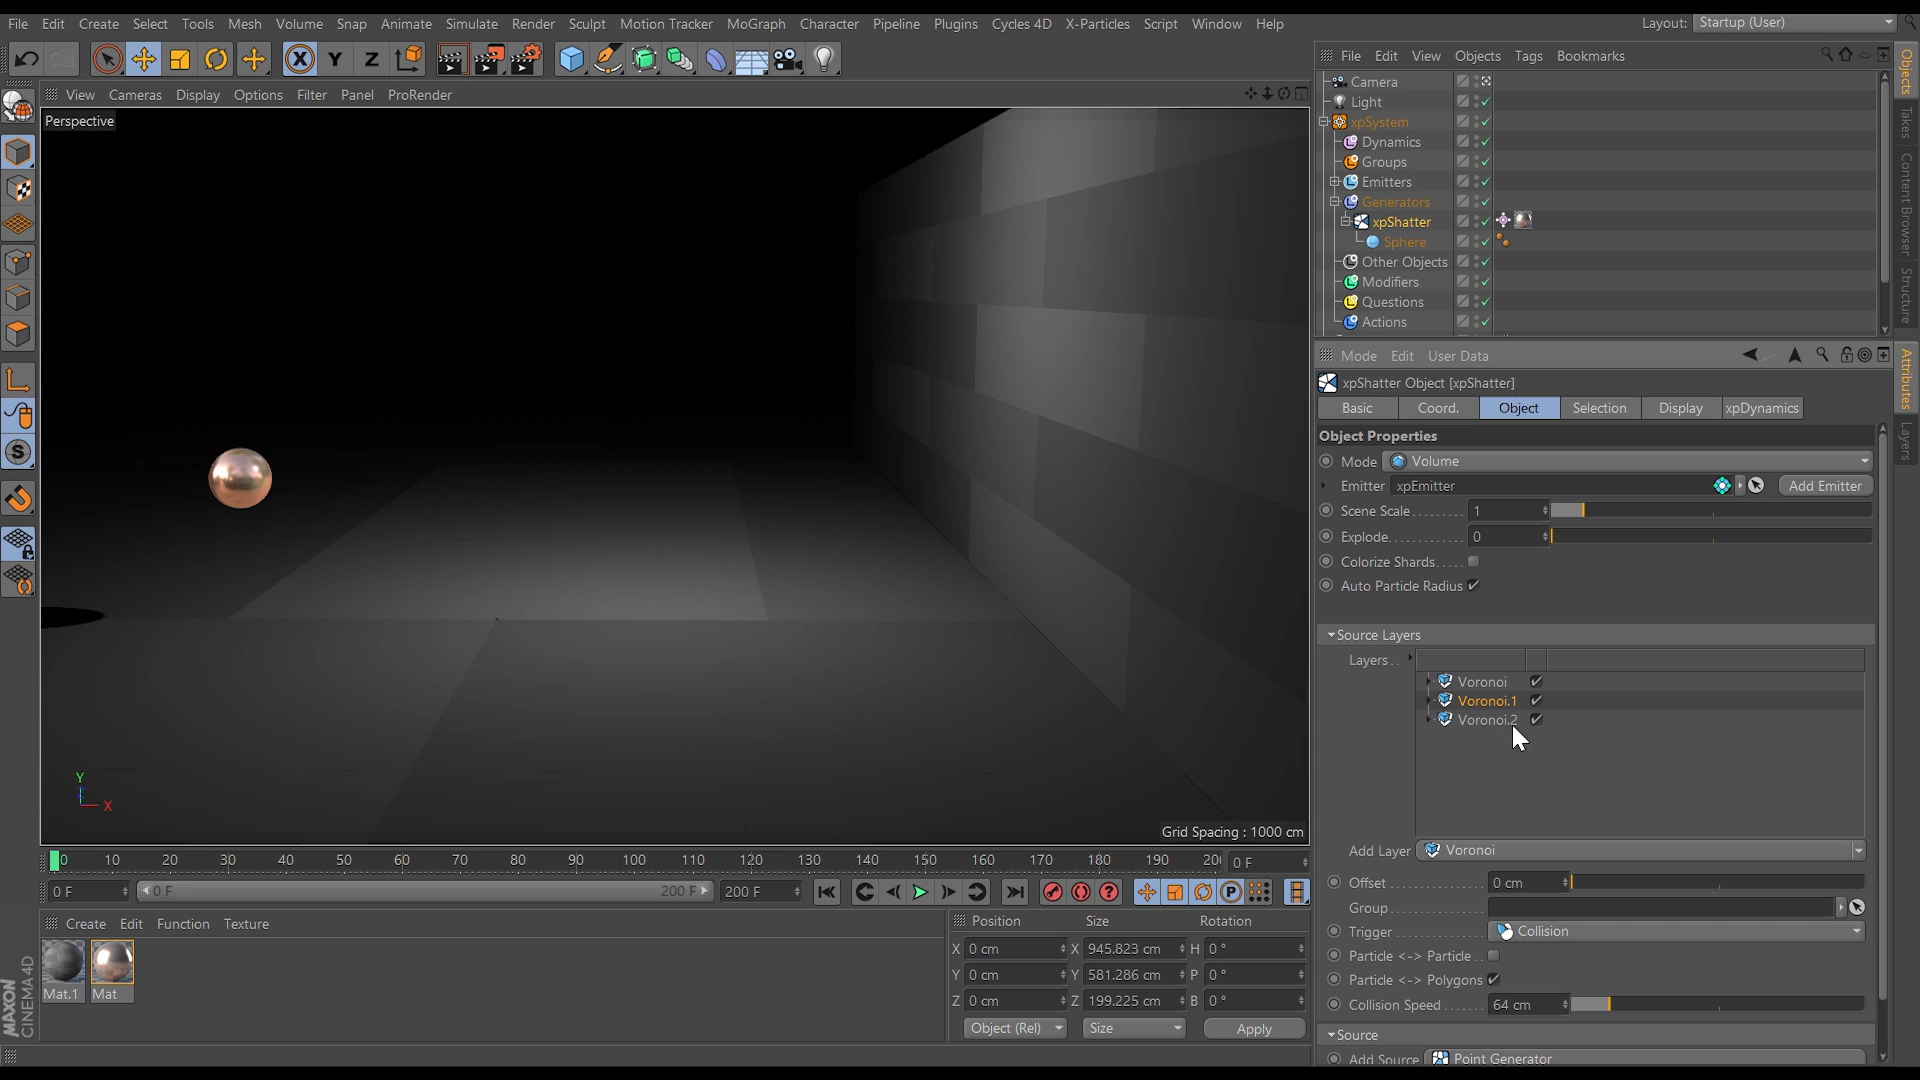 File Edit Create Select Tools Mesh Volume Snap Animate Simulate Render Sculpt Motion Tracker MoGraph Character Pipeline Plugins Cycles 4D X-Particles Script Window Help Layout: Startup (User)
X Y Z
File Edit View Objects Tags Bookmarks
View Cameras Display Options Filter Panel ProRender
Perspective
Camera
Light
xpSystem
Dynamics
Groups
Emitters
Generators
xpShatter
Sphere
Other Objects
Modifiers
Questions
Actions
Objects
Takes
Content Browser
Structure
Mode Edit User Data
xpShatter Object [xpShatter]
Basic Coord. Object Selection Display xpDynamics
Attributes
Layers
Object Properties
Mode Volume
Emitter xpEmitter Add Emitter
Scene Scale......... 1
Explode............. 0
Colorize Shards.....
Auto Particle Radius
Source Layers
Layers..
Voronoi
Voronoi.1
Voronoi.2
Y
X
Grid Spacing : 1000 cm
Add Layer Voronoi
Offset 0 cm
Group
Trigger Collision
Particle <-> Particle..
Particle <-> Polygons
Collision Speed....... 64 cm
Source
Add Source Point Generator
0 10 20 30 40 50 60 70 80 90 100 110 120 130 140 150 160 170 180 190 20 0 F
0 F 0 F 200 F 200 F
Create Edit Function Texture
Mat.1 Mat
Position Size Rotation
X 0 cm X 945.823 cm H 0°
Y 0 cm Y 581.286 cm P 0°
Z 0 cm Z 199.225 cm B 0°
Object (Rel) Size Apply
MAXON
CINEMA4D